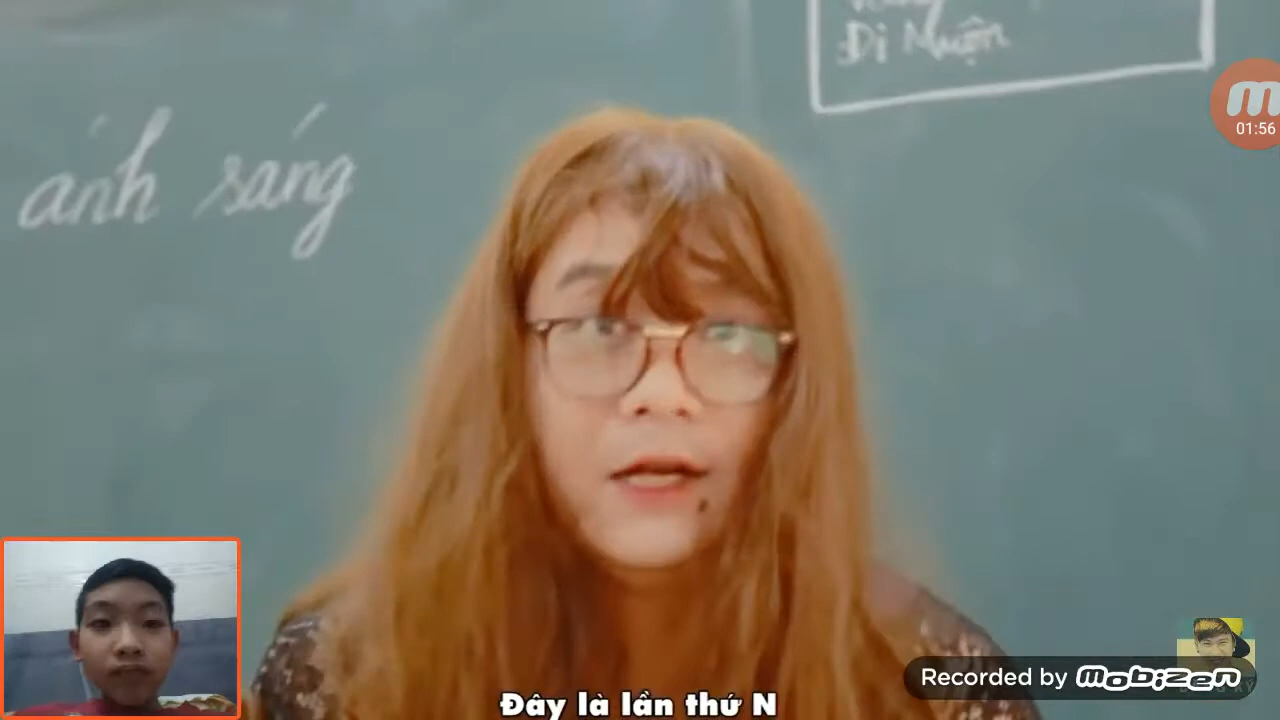 Đi Muộn
ánh sáng
01:56
Đây là lần thứ N
Recorded by mobizen